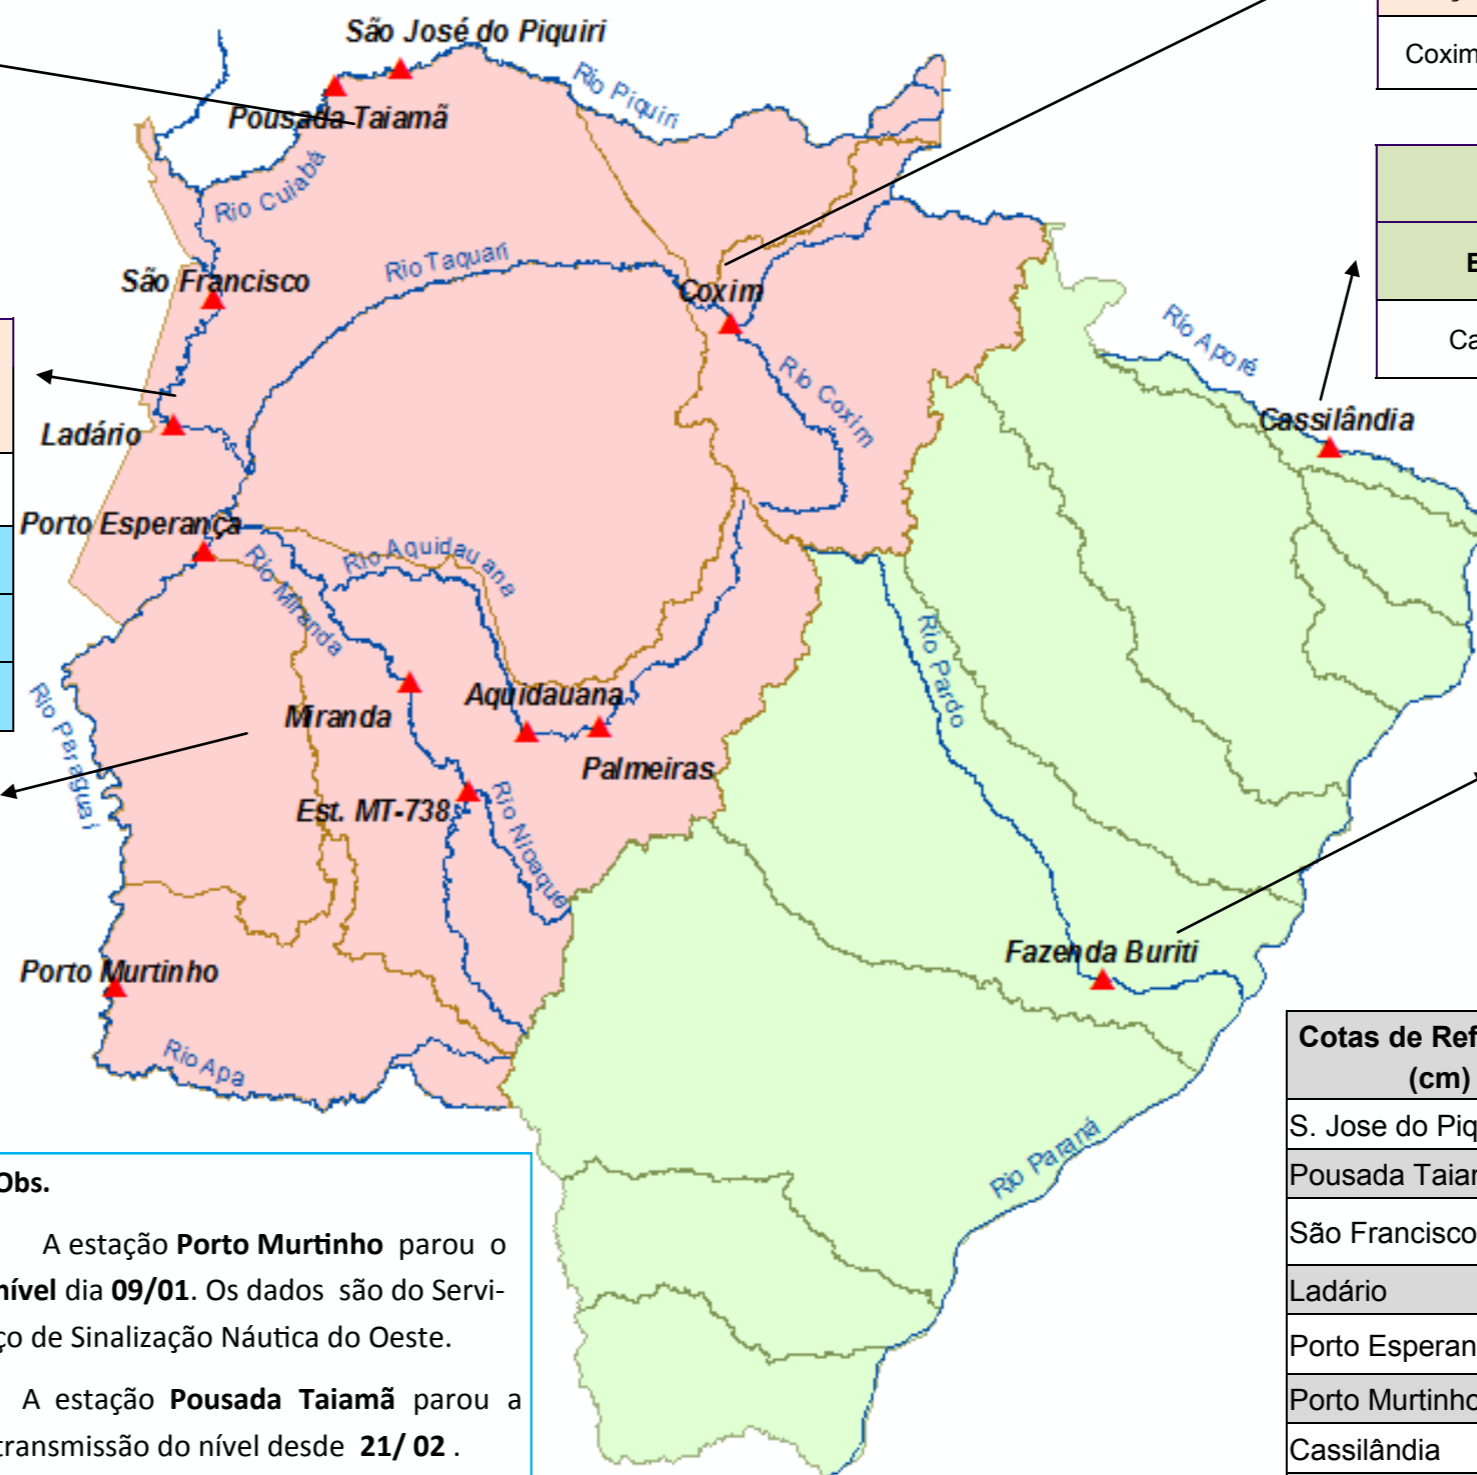 São José do Piquiri
Coxim
Rio Piquiri
Pousada Taiamã
Rio Cuiabá
Rio Taquari
São Francisco
Coxim
Rio Aporé
Rio Coxim
Cassilândia
Ladário
Porto Esperança
Rio Aquidauana
Rio Miranda
Rio Pardo
Rio Paraguai
Aquidauana
Miranda
Palmeiras
Est. MT-738
Rio Nioaque
Fazenda Buriti
Porto Murtinho
Rio Apa
Rio Paraná
Obs.
A estação Porto Murtinho parou o
nível dia 09/01. Os dados são do Servi-
ço de Sinalização Náutica do Oeste.
A estação Pousada Taiamã parou a
transmissão do nível desde 21/ 02 .
Cotas de Ref
(cm)
S. Jose do Piq
Pousada Taiar
São Francisco
Ladário
Porto Esperan
Porto Murtinho
Cassilândia